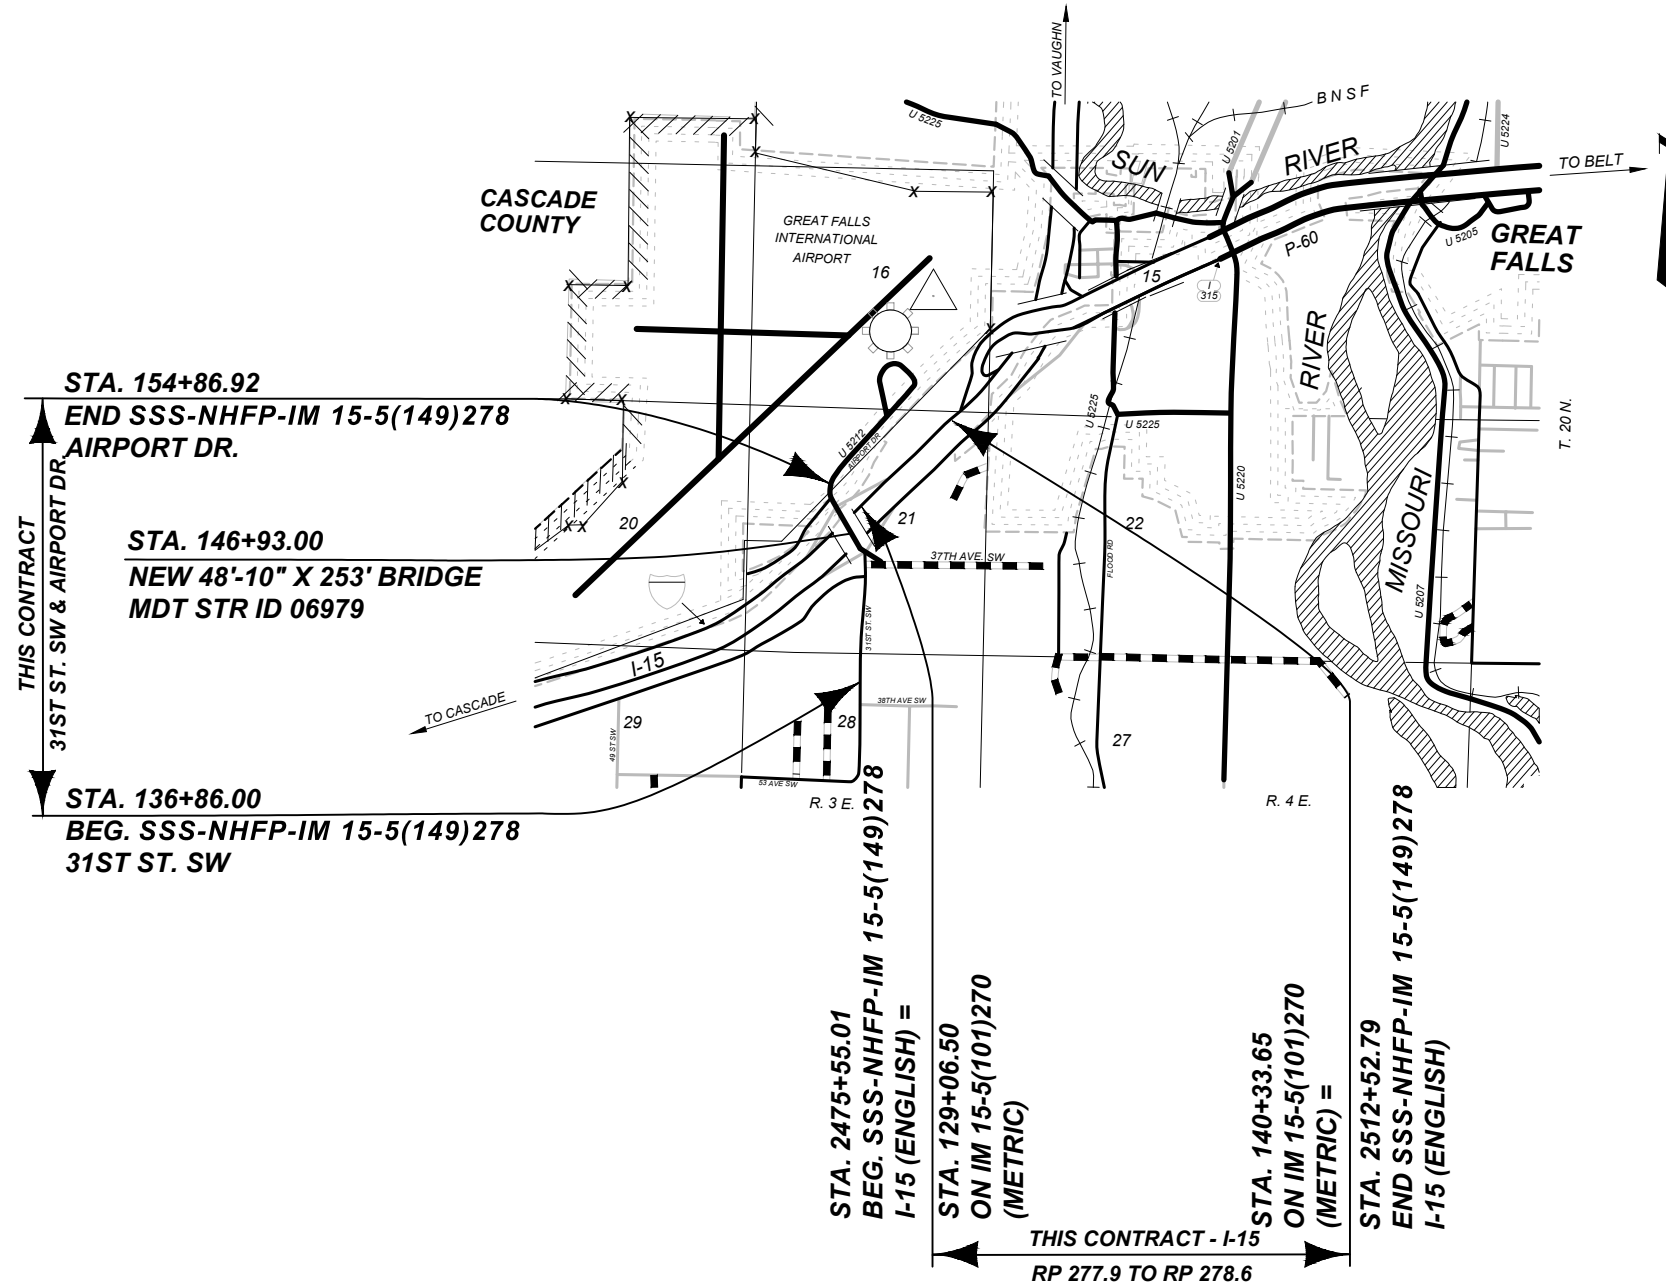 TO VAUGHN
BNSF
U 5225
U 5201
U 5224
SUN
RIVER
TO BELT
CASCADE
COUNTY
GREAT FALLS
INTERNATIONAL
AIRPORT
16
15
I
315
P-60
U 5205
GREAT
FALLS
RIVER
T. 20 N.
STA. 154+86.92
END SSS-NHFP-IM 15-5(149)278
AIRPORT DR.
U 5212
AIRPORT DR
U 5225
U 5225
U 5220
MISSOURI
THIS CONTRACT
31ST ST. SW & AIRPORT DR.
20
21
22
STA. 146+93.00
NEW 48'-10" X 253' BRIDGE
MDT STR ID 06979
37TH AVE. SW
FLOOD RD
U 5207
31ST ST. SW
I-15
TO CASCADE
38TH AVE SW
29
28
27
49 ST SW
53 AVE SW
R. 3 E.
R. 4 E.
STA. 136+86.00
BEG. SSS-NHFP-IM 15-5(149)278
31ST ST. SW
STA. 2475+55.01
BEG. SSS-NHFP-IM 15-5(149)278
I-15 (ENGLISH) =
STA. 129+06.50
ON IM 15-5(101)270
(METRIC)
STA. 140+33.65
ON IM 15-5(101)270
(METRIC) =
STA. 2512+52.79
END SSS-NHFP-IM 15-5(149)278
I-15 (ENGLISH)
THIS CONTRACT - I-15
RP 277.9 TO RP 278.6